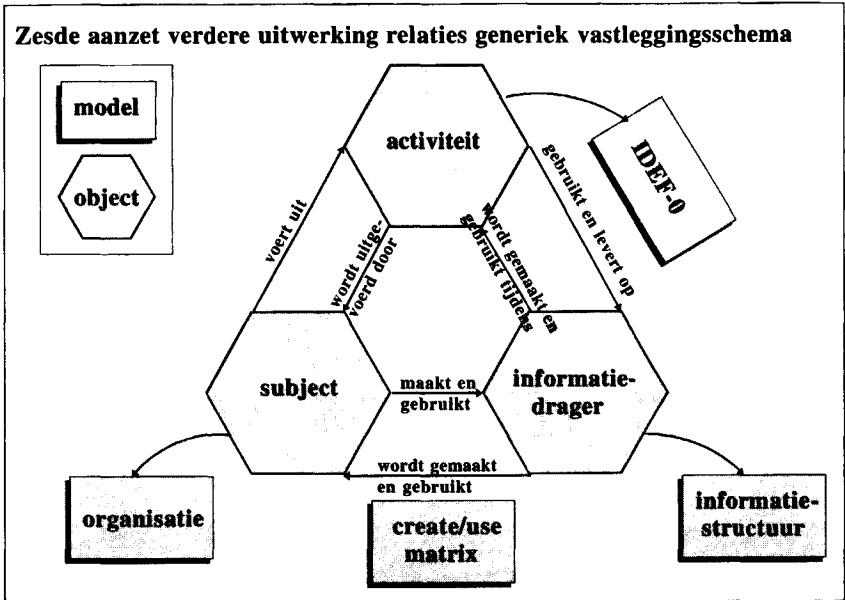 Zesde aanzet verdere uitwerking relaties generiek vastleggingsschema
model
object
activiteit
IDEF-0
gebruikt en levert op
voert uit
wordt uitge-
voerd door
wordt gemaakt en
gebruikt tijdens
subject
maakt en
gebruikt
informatie-
drager
wordt gemaakt
en gebruikt
organisatie
create/use
matrix
informatie-
structuur